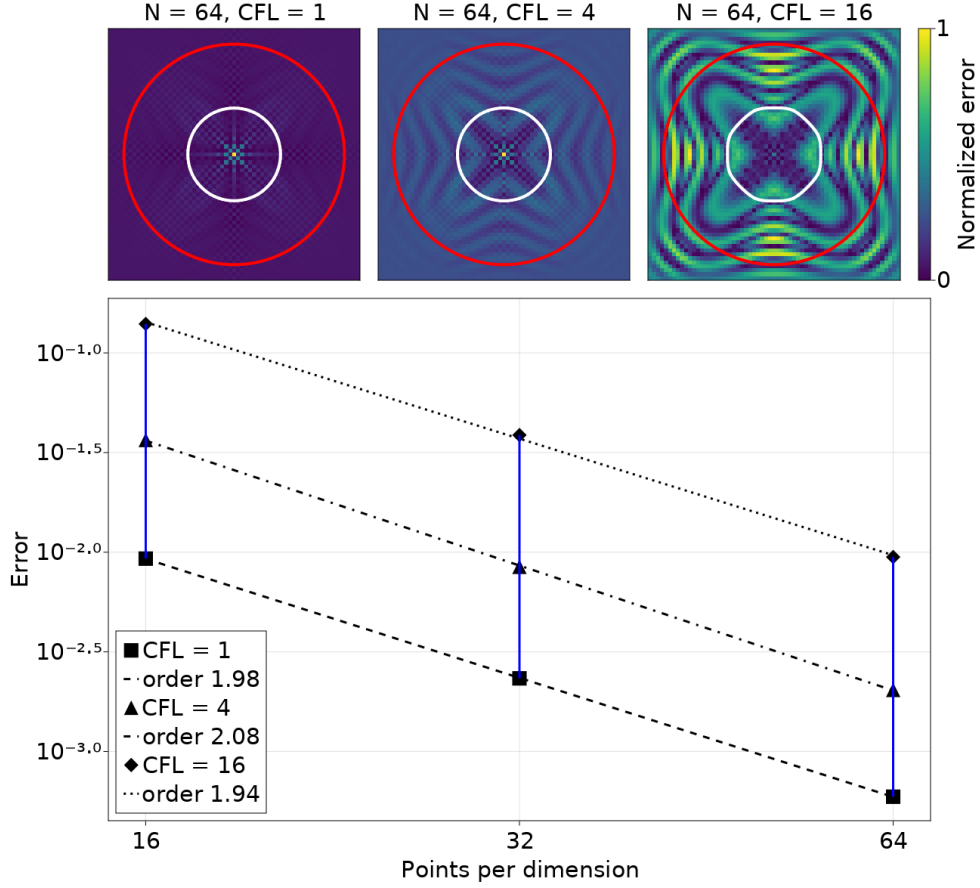 N = 64, CFL = 1
N = 64, CFL = 4
N = 64, CFL = 16
1
0
Normalized error
10⁻¹·⁰
10⁻¹·⁵
10⁻²·⁰
10⁻²·⁵
10⁻³·⁰
Error
CFL = 1
order 1.98
CFL = 4
order 2.08
CFL = 16
order 1.94
16
32
64
Points per dimension